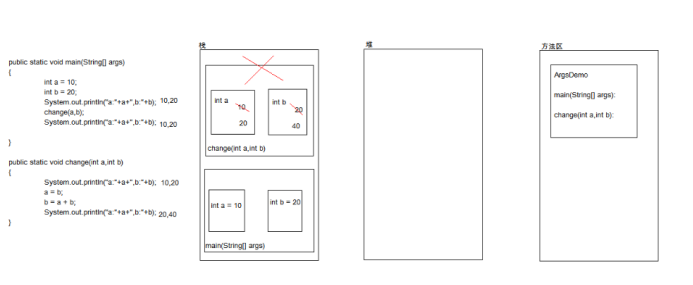 public static void main(String[] args)
{
int a = 10;
int b = 20;
System.out.println("a:"+a+",b:"+b); 10,20
change(a,b);
System.out.println("a:"+a+",b:"+b); 10,20
}
public static void change(int a,int b)
{
System.out.println("a:"+a+",b:"+b); 10,20
a = b;
b = a + b;
System.out.println("a:"+a+",b:"+b); 20,40
}
栈
int a
10
20
int b
20
40
change(int a,int b)
int a = 10
int b = 20
main(String[] args)
堆
方法区
ArgsDemo
main(String[] args):
change(int a,int b):